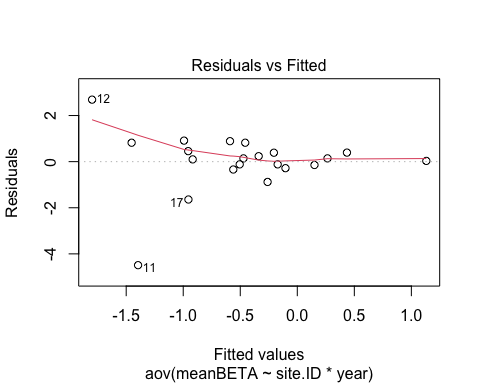 Residuals vs Fitted
Residuals
2
0
-2
-4
12
17
11
-1.5 -1.0 -0.5 0.0 0.5 1.0
Fitted values
aov(meanBETA ~ site.ID * year)